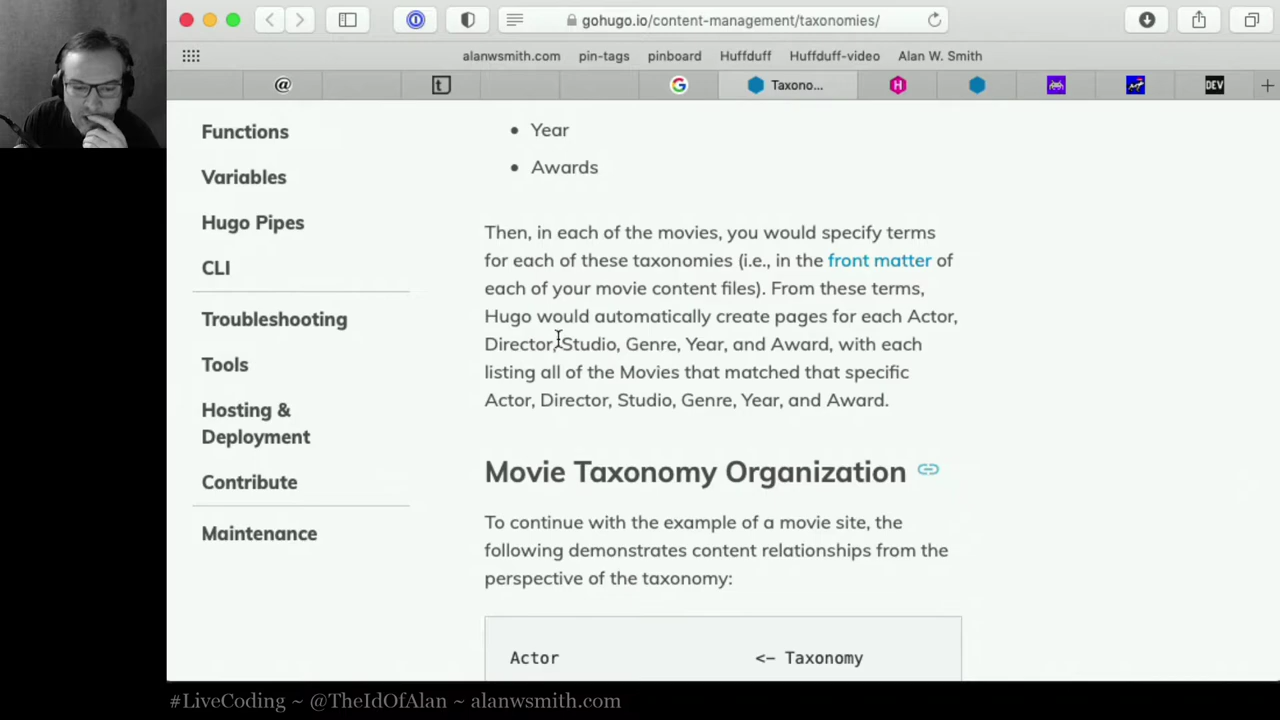 gohugo.io/content-management/taxonomies/
alanwsmith.com pin-tags pinboard Huffduff Huffduff-video Alan W. Smith
@ t G Taxono... H DEV
Functions
Variables
Hugo Pipes
CLI
Troubleshooting
Tools
Hosting &
Deployment
Contribute
Maintenance
• Year
• Awards
Then, in each of the movies, you would specify terms
for each of these taxonomies (i.e., in the front matter of
each of your movie content files). From these terms,
Hugo would automatically create pages for each Actor,
Director, Studio, Genre, Year, and Award, with each
listing all of the Movies that matched that specific
Actor, Director, Studio, Genre, Year, and Award.
Movie Taxonomy Organization
To continue with the example of a movie site, the
following demonstrates content relationships from the
perspective of the taxonomy:
Actor <- Taxonomy
#LiveCoding ~ @TheIdOfAlan ~ alanwsmith.com